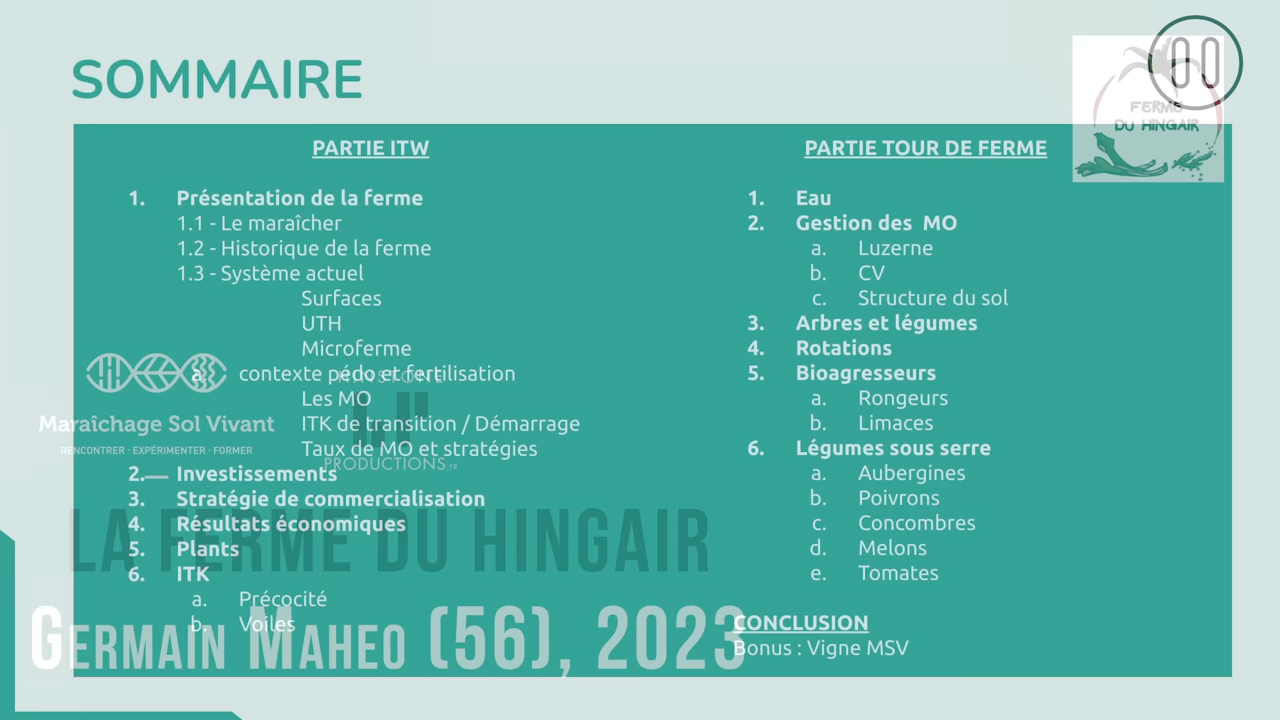 SOMMAIRE
FERME
DU HINGAIR
PARTIE ITW
1. Présentation de la ferme
1.1 - Le maraîcher
1.2 - Historique de la ferme
1.3 - Système actuel
Surfaces
UTH
Microferme
a. contexte pédo et fertilisation
Les MO
ITK de transition / Démarrage
Taux de MO et stratégies
2. Investissements
3. Stratégie de commercialisation
4. Résultats économiques
5. Plants
6. ITK
a. Précocité
b. Voiles
PARTIE TOUR DE FERME
1. Eau
2. Gestion des MO
a. Luzerne
b. CV
c. Structure du sol
3. Arbres et légumes
4. Rotations
5. Bioagresseurs
a. Rongeurs
b. Limaces
6. Légumes sous serre
a. Aubergines
b. Poivrons
c. Concombres
d. Melons
e. Tomates
CONCLUSION
Bonus : Vigne MSV
Maraîchage Sol Vivant
RENCONTRER · EXPÉRIMENTER · FORMER
PRODUCTIONS.FR
LA FERME DU HINGAIR
GERMAIN MAHEO (56), 2023